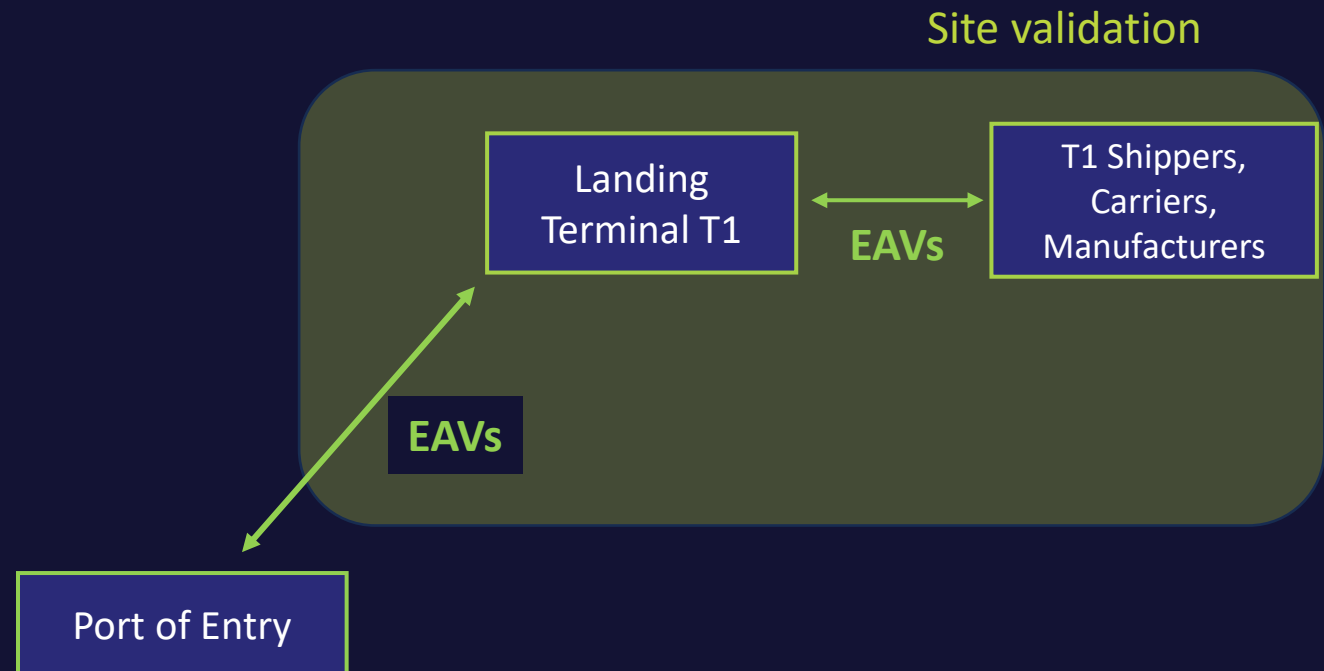 Site validation
Landing
Terminal T1
EAVs
T1 Shippers,
Carriers,
Manufacturers
EAVs
Port of Entry